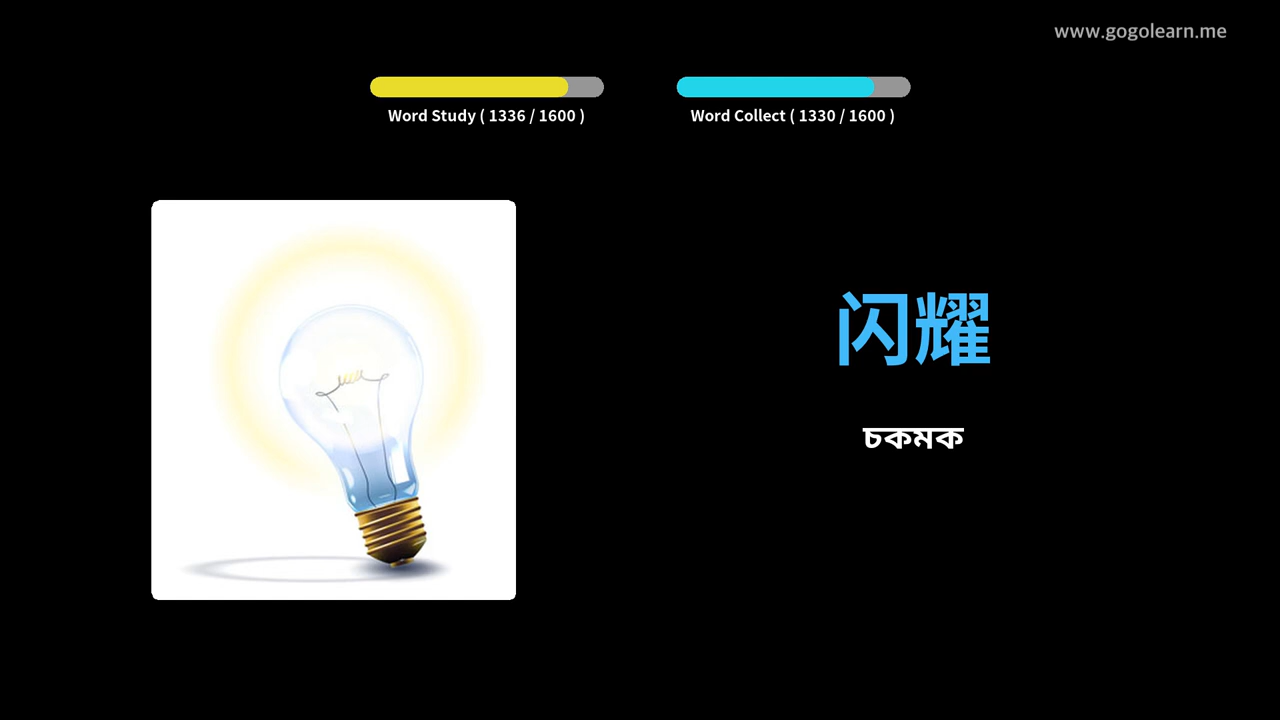 www.gogolearn.me
Word Study ( 1336 / 1600 )
Word Collect ( 1330 / 1600 )
闪耀
চকমক